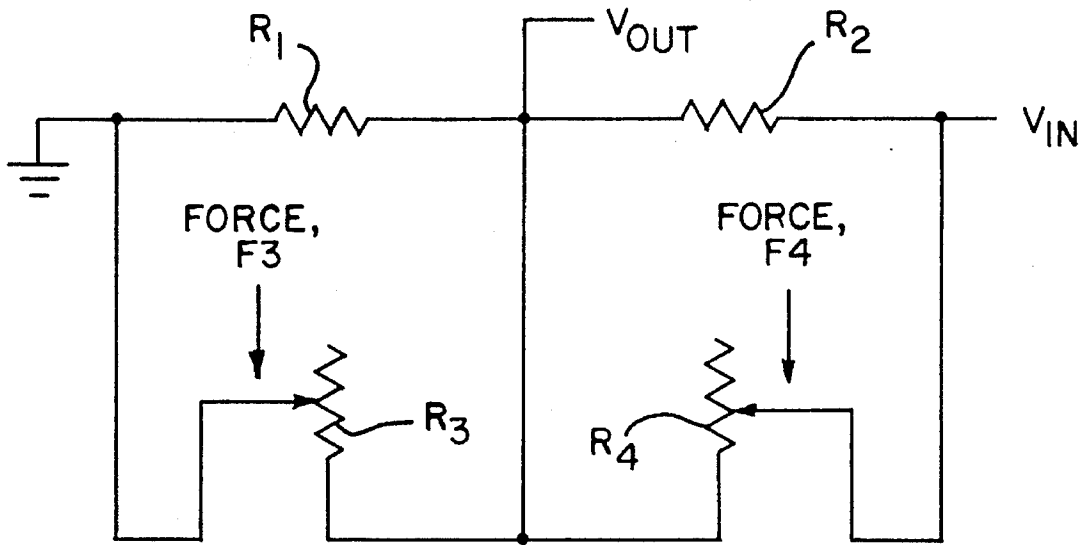 R1
VOUT
R2
VIN
FORCE,
F3
FORCE,
F4
R3
R4